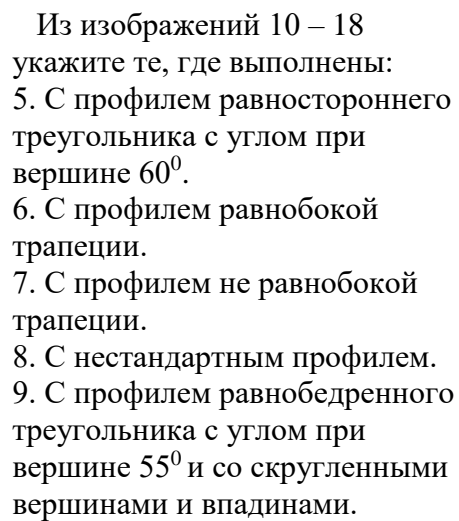 Из изображений 10 – 18
укажите те, где выполнены:
5. С профилем равностороннего
треугольника с углом при
вершине 60⁰.
6. С профилем равнобокой
трапеции.
7. С профилем не равнобокой
трапеции.
8. С нестандартным профилем.
9. С профилем равнобедренного
треугольника с углом при
вершине 55⁰ и со скругленными
вершинами и впадинами.